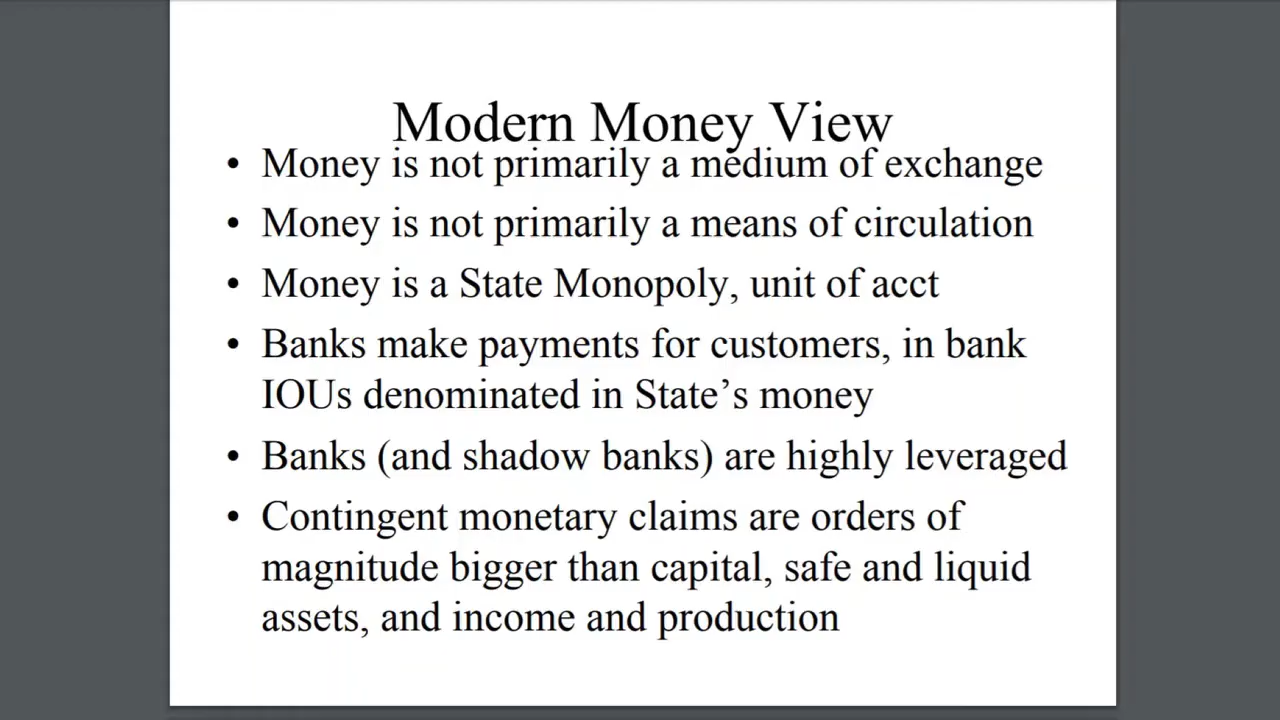 Modern Money View
• Money is not primarily a medium of exchange
• Money is not primarily a means of circulation
• Money is a State Monopoly, unit of acct
• Banks make payments for customers, in bank
IOUs denominated in State’s money
• Banks (and shadow banks) are highly leveraged
• Contingent monetary claims are orders of
magnitude bigger than capital, safe and liquid
assets, and income and production